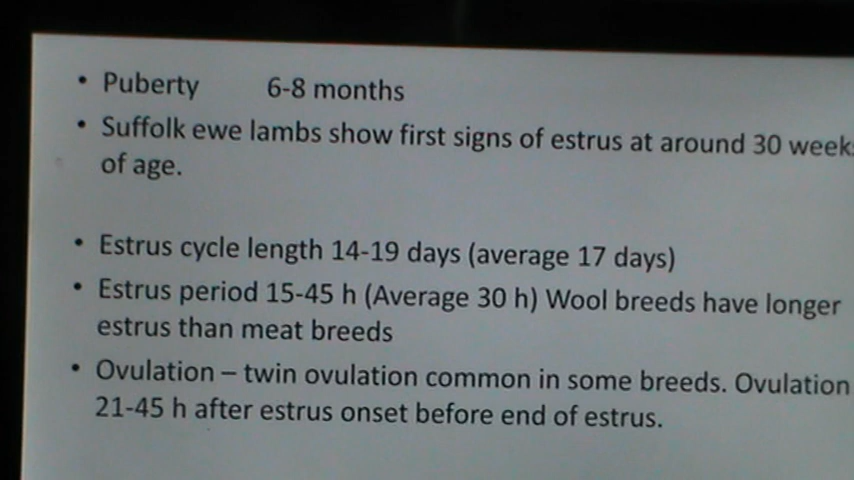 • Puberty 6-8 months
• Suffolk ewe lambs show first signs of estrus at around 30 week
of age.
• Estrus cycle length 14-19 days (average 17 days)
• Estrus period 15-45 h (Average 30 h) Wool breeds have longer
estrus than meat breeds
• Ovulation – twin ovulation common in some breeds. Ovulation
21-45 h after estrus onset before end of estrus.